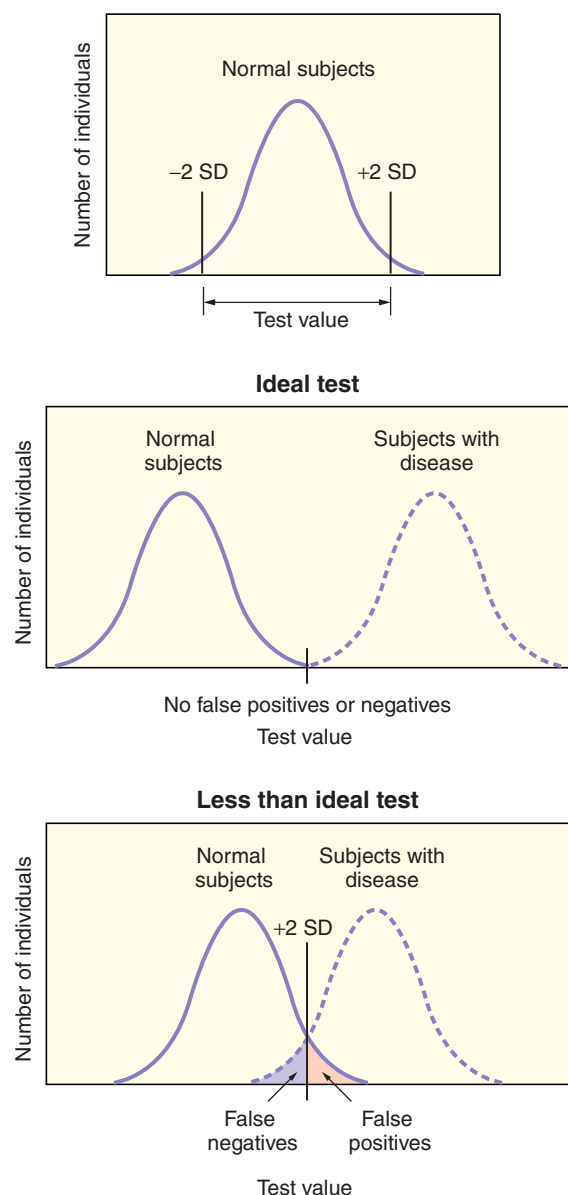 Number of individuals
Normal subjects
–2 SD
+2 SD
Test value
Ideal test
Number of individuals
Normal
subjects
Subjects with
disease
No false positives or negatives
Test value
Less than ideal test
Number of individuals
Normal
subjects
Subjects with
disease
+2 SD
False
negatives
False
positives
Test value